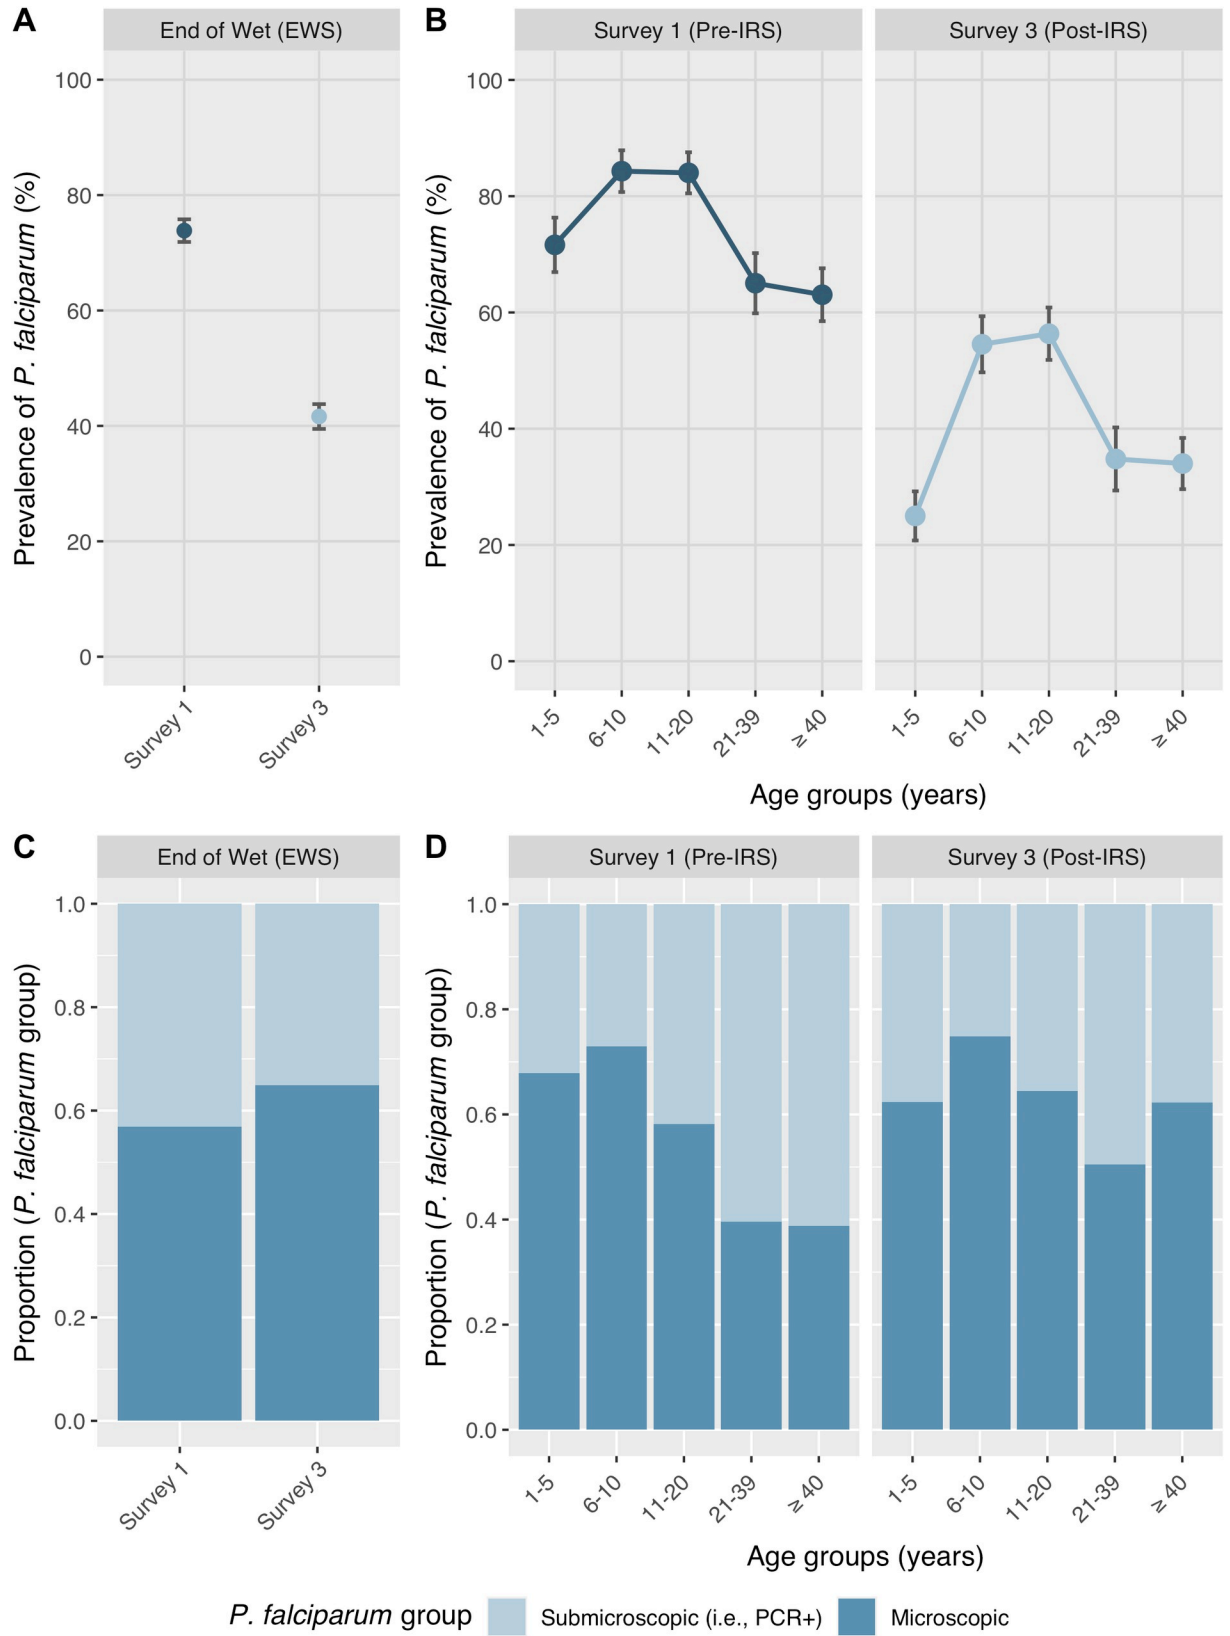 A
End of Wet (EWS)
Prevalence of P. falciparum (%)
100
80
60
40
20
0
Survey 1
Survey 3
B
Survey 1 (Pre-IRS)
Survey 3 (Post-IRS)
Prevalence of P. falciparum (%)
100
80
60
40
20
0
1-5
6-10
11-20
21-39
≥ 40
1-5
6-10
11-20
21-39
≥ 40
Age groups (years)
C
End of Wet (EWS)
Proportion (P. falciparum group)
1.0
0.8
0.6
0.4
0.2
0.0
Survey 1
Survey 3
D
Survey 1 (Pre-IRS)
Survey 3 (Post-IRS)
Proportion (P. falciparum group)
1.0
0.8
0.6
0.4
0.2
0.0
1-5
6-10
11-20
21-39
≥ 40
1-5
6-10
11-20
21-39
≥ 40
Age groups (years)
P. falciparum group
Submicroscopic (i.e., PCR+)
Microscopic